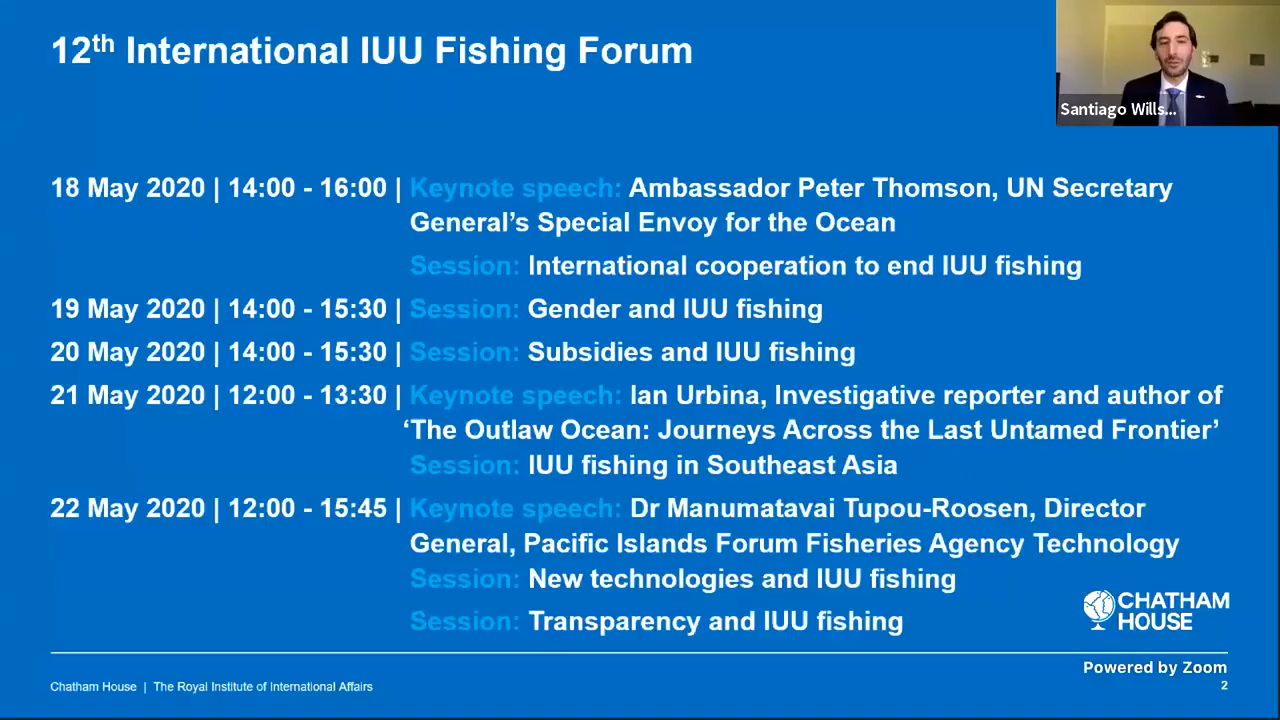 12th International IUU Fishing Forum
Santiago Wills...
18 May 2020 | 14:00 - 16:00 | Keynote speech: Ambassador Peter Thomson, UN Secretary
General’s Special Envoy for the Ocean
Session: International cooperation to end IUU fishing
19 May 2020 | 14:00 - 15:30 | Session: Gender and IUU fishing
20 May 2020 | 14:00 - 15:30 | Session: Subsidies and IUU fishing
21 May 2020 | 12:00 - 13:30 | Keynote speech: Ian Urbina, Investigative reporter and author of
‘The Outlaw Ocean: Journeys Across the Last Untamed Frontier’
Session: IUU fishing in Southeast Asia
22 May 2020 | 12:00 - 15:45 | Keynote speech: Dr Manumatavai Tupou-Roosen, Director
General, Pacific Islands Forum Fisheries Agency Technology
Session: New technologies and IUU fishing
Session: Transparency and IUU fishing
CHATHAM
HOUSE
Powered by Zoom
Chatham House | The Royal Institute of International Affairs
2